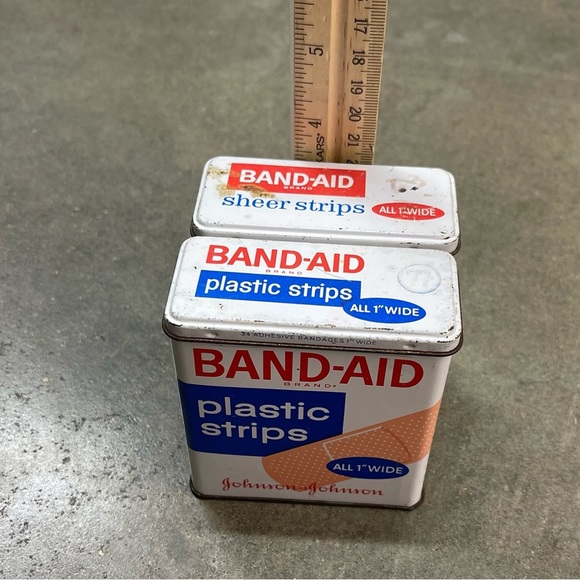 5
17
18
19
4
20
21
BAND-AID
BRAND
sheer strips
ALL 1" WIDE
BAND-AID
BRAND
plastic strips
ALL 1" WIDE
34 ADHESIVE BANDAGES 1" WIDE
BAND-AID
BRAND®
plastic
strips
ALL 1" WIDE
Johnson & Johnson